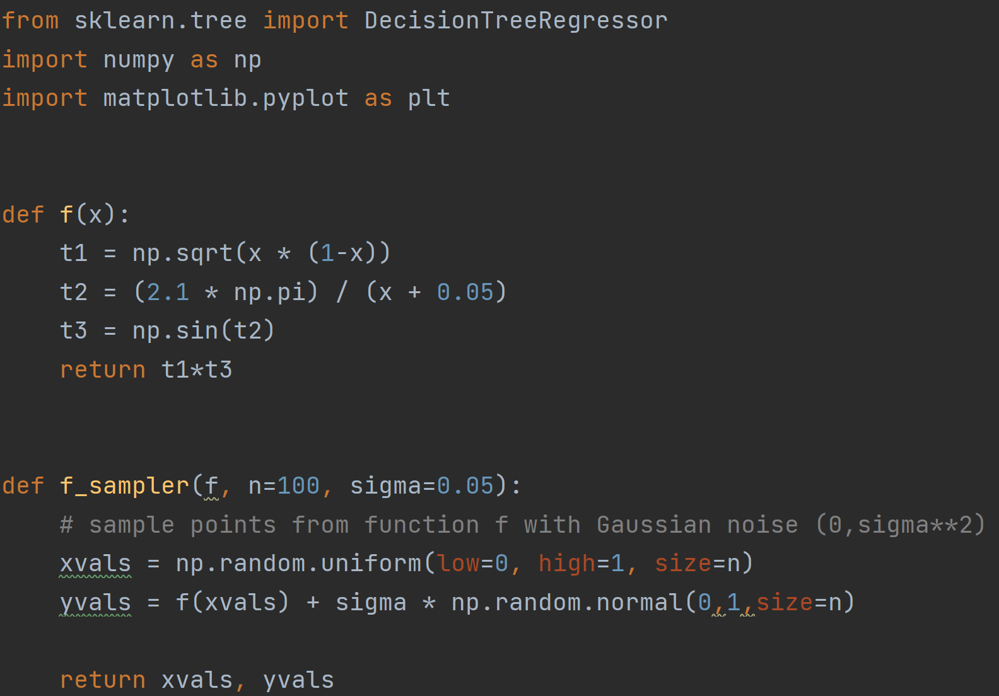 from sklearn.tree import DecisionTreeRegressor
import numpy as np
import matplotlib.pyplot as plt
def f(x):
    t1 = np.sqrt(x * (1-x))
    t2 = (2.1 * np.pi) / (x + 0.05)
    t3 = np.sin(t2)
    return t1*t3
def f_sampler(f, n=100, sigma=0.05):
    # sample points from function f with Gaussian noise (0,sigma**2)
    xvals = np.random.uniform(low=0, high=1, size=n)
    yvals = f(xvals) + sigma * np.random.normal(0,1,size=n)
    return xvals, yvals